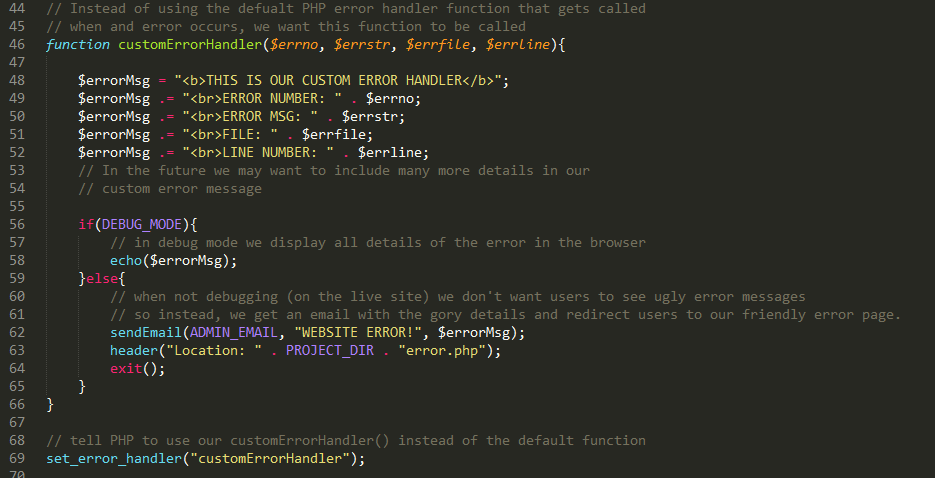 44 // Instead of using the defualt PHP error handler function that gets called
45 // when and error occurs, we want this function to be called
46 function customErrorHandler($errno, $errstr, $errfile, $errline){
47
48     $errorMsg = "<b>THIS IS OUR CUSTOM ERROR HANDLER</b>";
49     $errorMsg .= "<br>ERROR NUMBER: " . $errno;
50     $errorMsg .= "<br>ERROR MSG: " . $errstr;
51     $errorMsg .= "<br>FILE: " . $errfile;
52     $errorMsg .= "<br>LINE NUMBER: " . $errline;
53     // In the future we may want to include many more details in our
54     // custom error message
55
56     if(DEBUG_MODE){
57         // in debug mode we display all details of the error in the browser
58         echo($errorMsg);
59     }else{
60         // when not debugging (on the live site) we don't want users to see ugly error messages
61         // so instead, we get an email with the gory details and redirect users to our friendly error page.
62         sendEmail(ADMIN_EMAIL, "WEBSITE ERROR!", $errorMsg);
63         header("Location: " . PROJECT_DIR . "error.php");
64         exit();
65     }
66 }
67
68 // tell PHP to use our customErrorHandler() instead of the default function
69 set_error_handler("customErrorHandler");
70